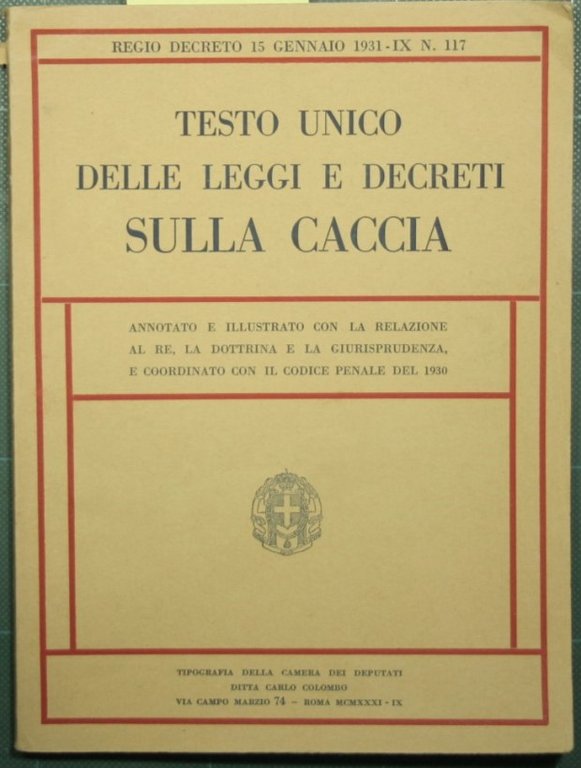 REGIO DECRETO 15 GENNAIO 1931-IX N. 117
TESTO UNICO
DELLE LEGGI E DECRETI
SULLA CACCIA
ANNOTATO E ILLUSTRATO CON LA RELAZIONE
AL RE, LA DOTTRINA E LA GIURISPRUDENZA,
E COORDINATO CON IL CODICE PENALE DEL 1930
TIPOGRAFIA DELLA CAMERA DEI DEPUTATI
DITTA CARLO COLOMBO
VIA CAMPO MARZIO 74 – ROMA MCMXXXI - IX